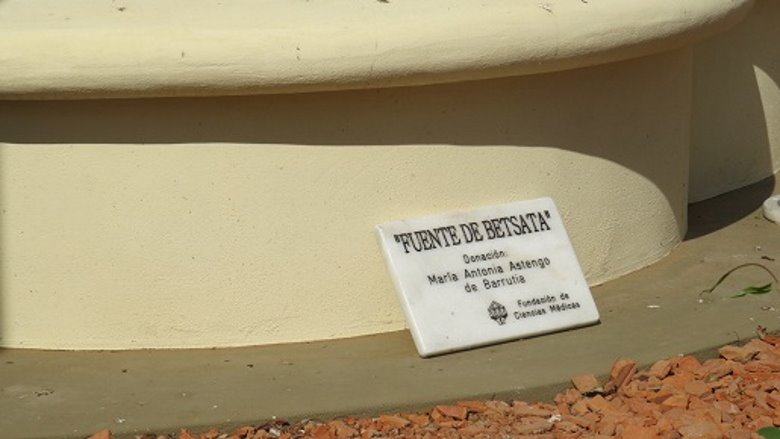 "FUENTE DE BETSATA"
Donación:
María Antonia Astengo
de Barrutia
Fundación de
Ciencias Médicas